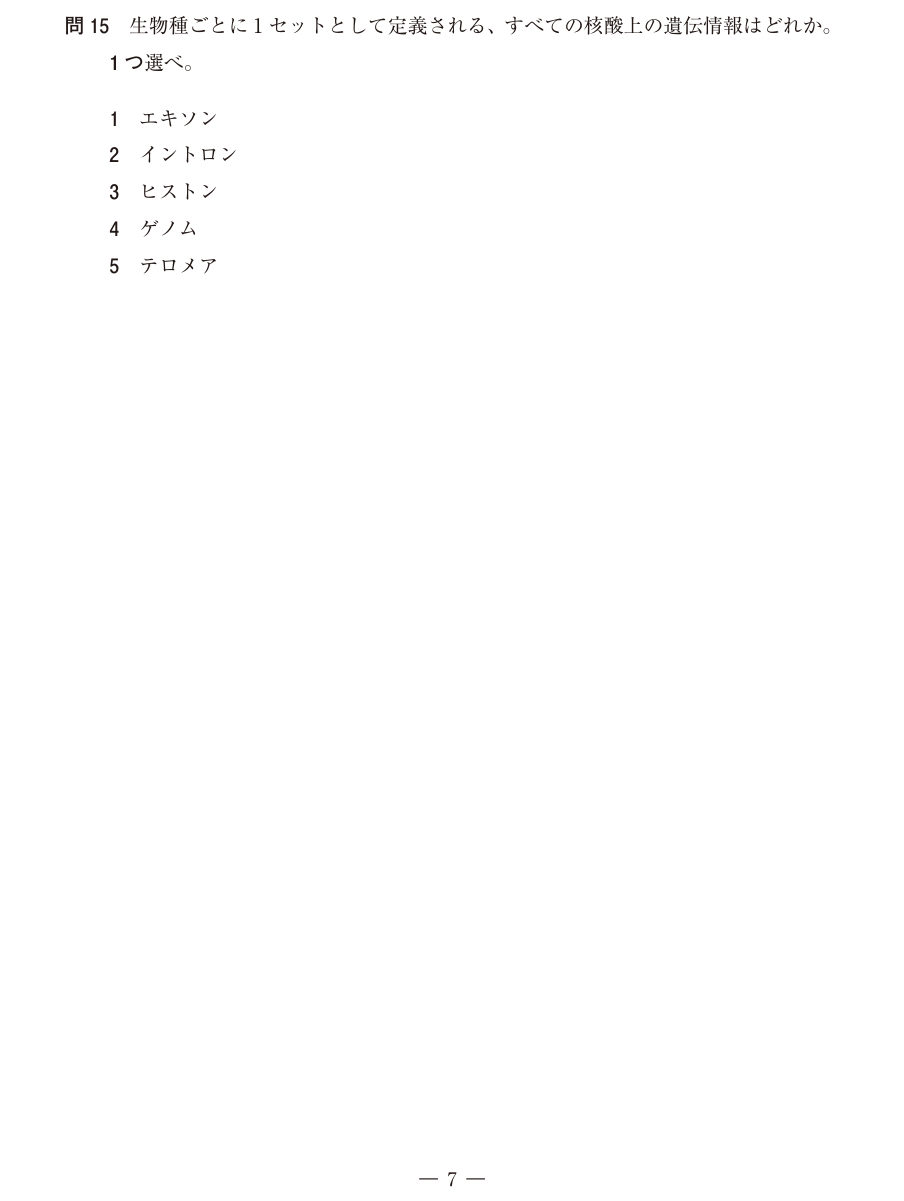 問 15　生物種ごとに 1 セットとして定義される、すべての核酸上の遺伝情報はどれか。
1 つ選べ。
1　エキソン
2　イントロン
3　ヒストン
4　ゲノム
5　テロメア
— 7 —